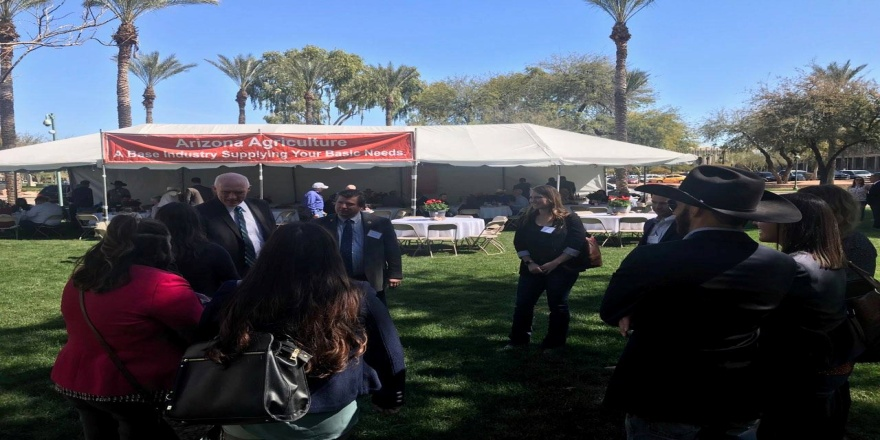 Arizona Agriculture
A Base Industry Supplying Your Basic Needs.